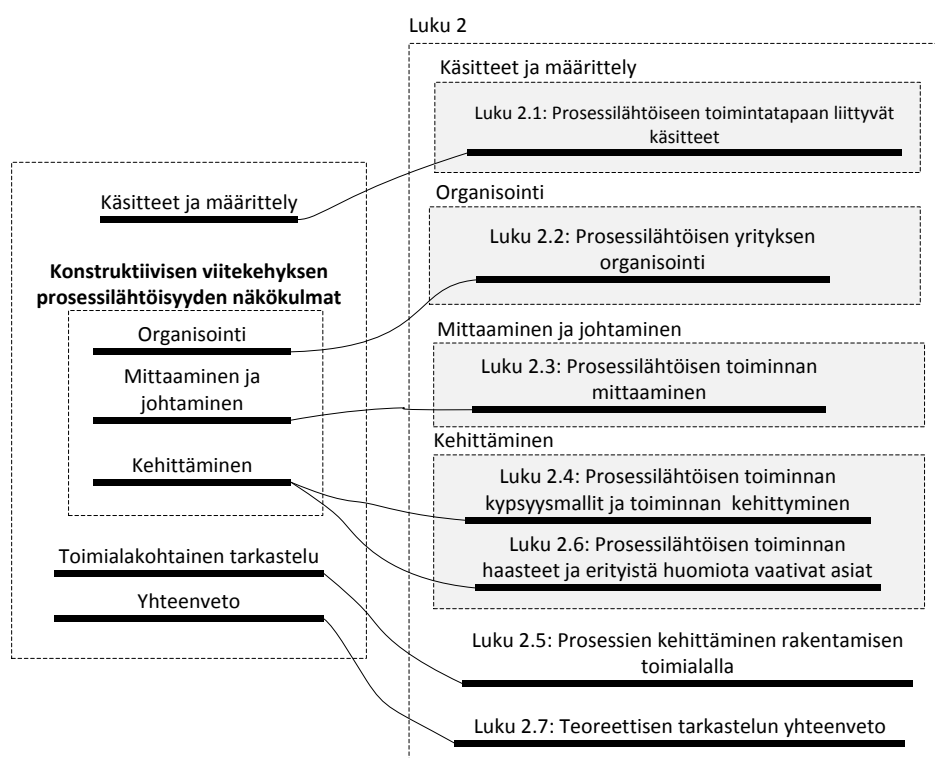 Luku 2
Käsitteet ja määrittely
Luku 2.1: Prosessilähtöiseen toimintatapaan liittyvät
käsitteet
Käsitteet ja määrittely
Organisointi
Luku 2.2: Prosessilähtöisen yrityksen
organisointi
Konstruktiivisen viitekehyksen
prosessilähtöisyyden näkökulmat
Organisointi
Mittaaminen ja johtaminen
Luku 2.3: Prosessilähtöisen toiminnan
mittaaminen
Mittaaminen ja
johtaminen
Kehittäminen
Kehittäminen
Luku 2.4: Prosessilähtöisen toiminnan
kypsyysmallit ja toiminnan kehittyminen
Luku 2.6: Prosessilähtöisen toiminnan
haasteet ja erityistä huomiota vaativat asiat
Toimialakohtainen tarkastelu
Yhteenveto
Luku 2.5: Prosessien kehittäminen rakentamisen
toimialalla
Luku 2.7: Teoreettisen tarkastelun yhteenveto